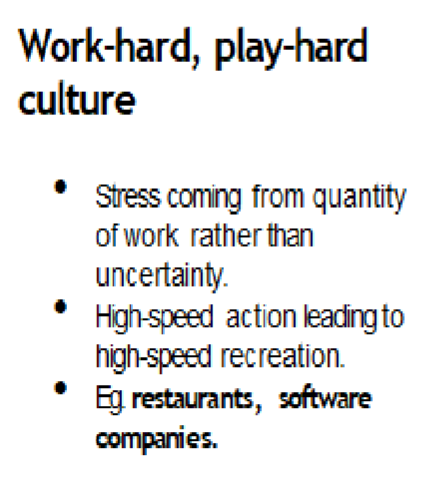 Work-hard, play-hard
culture
• Stress coming from quantity
of work rather than
uncertainty.
• High-speed action leading to
high-speed recreation.
• Eg. restaurants, software
companies.